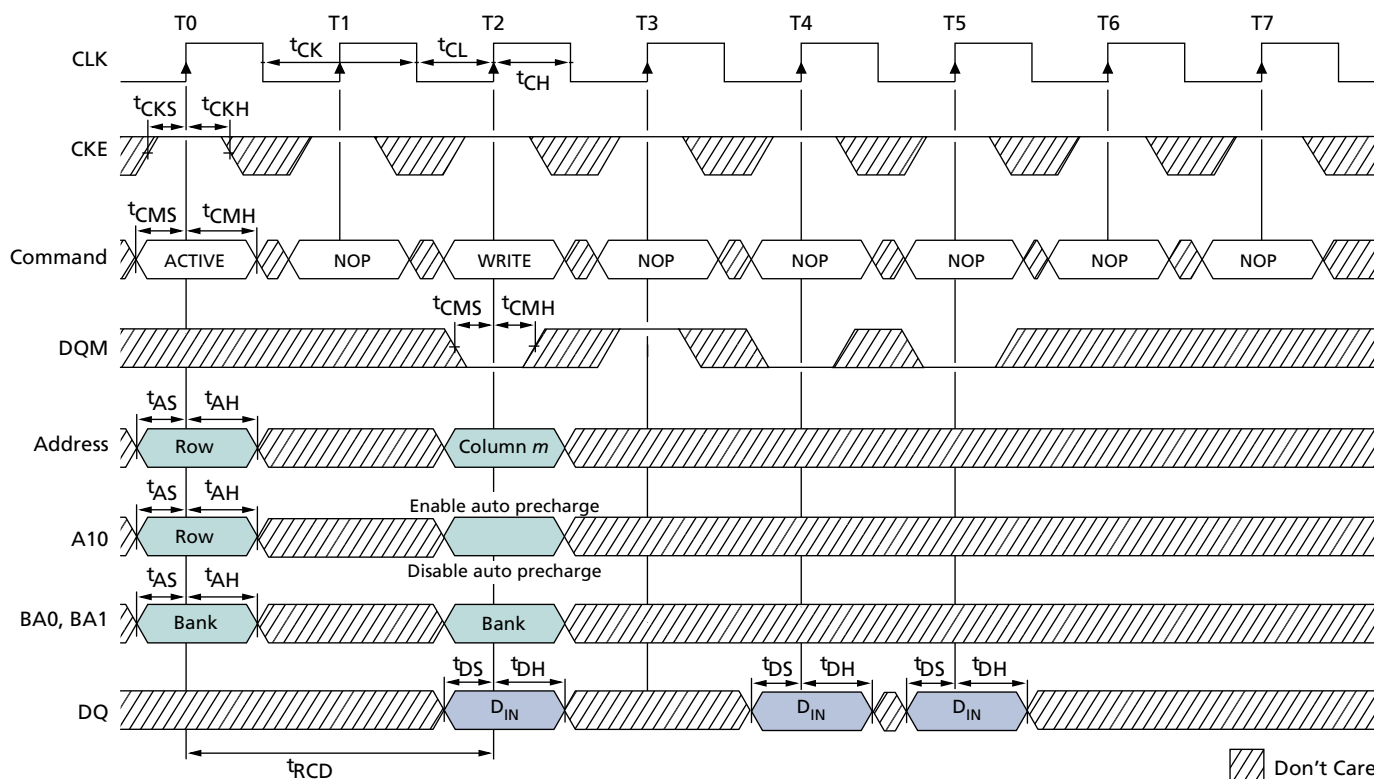 T0 T1 T2 T3 T4 T5 T6 T7
CLK
tCK tCL
tCH
tCKS tCKH
CKE
tCMS tCMH
Command ACTIVE NOP WRITE NOP NOP NOP NOP NOP
tCMS tCMH
DQM
tAS tAH
Address Row Column m
tAS tAH Enable auto precharge
A10 Row
Disable auto precharge
tAS tAH
BA0, BA1 Bank Bank
tDS tDH tDS tDH tDS tDH
DQ DIN DIN DIN
tRCD
Don't Care